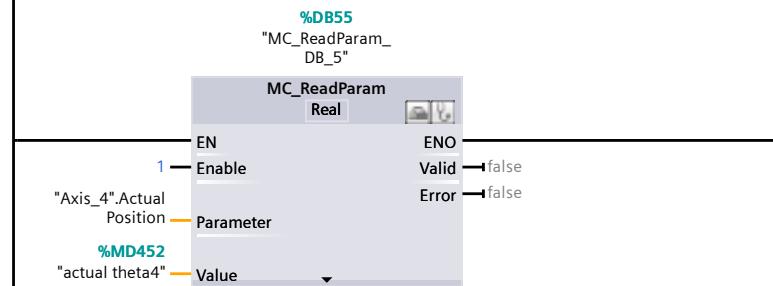 %DB55
"MC_ReadParam_
DB_5"
MC_ReadParam
Real
EN
ENO
1
Enable
Valid
false
"Axis_4".Actual
Position
Parameter
Error
false
%MD452
"actual theta4"
Value